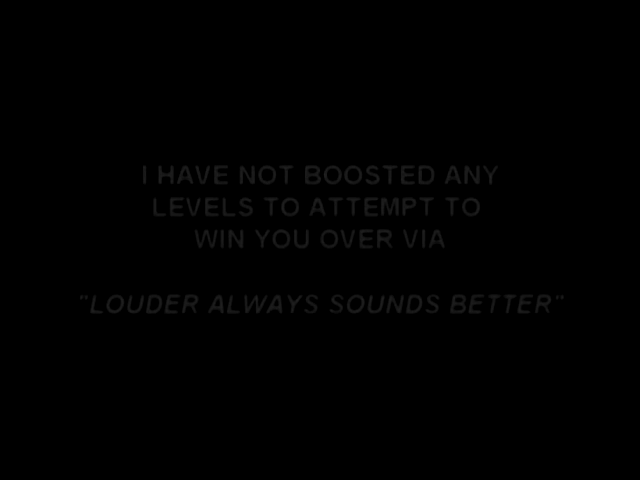 I HAVE NOT BOOSTED ANY
LEVELS TO ATTEMPT TO
WIN YOU OVER VIA
"LOUDER ALWAYS SOUNDS BETTER"